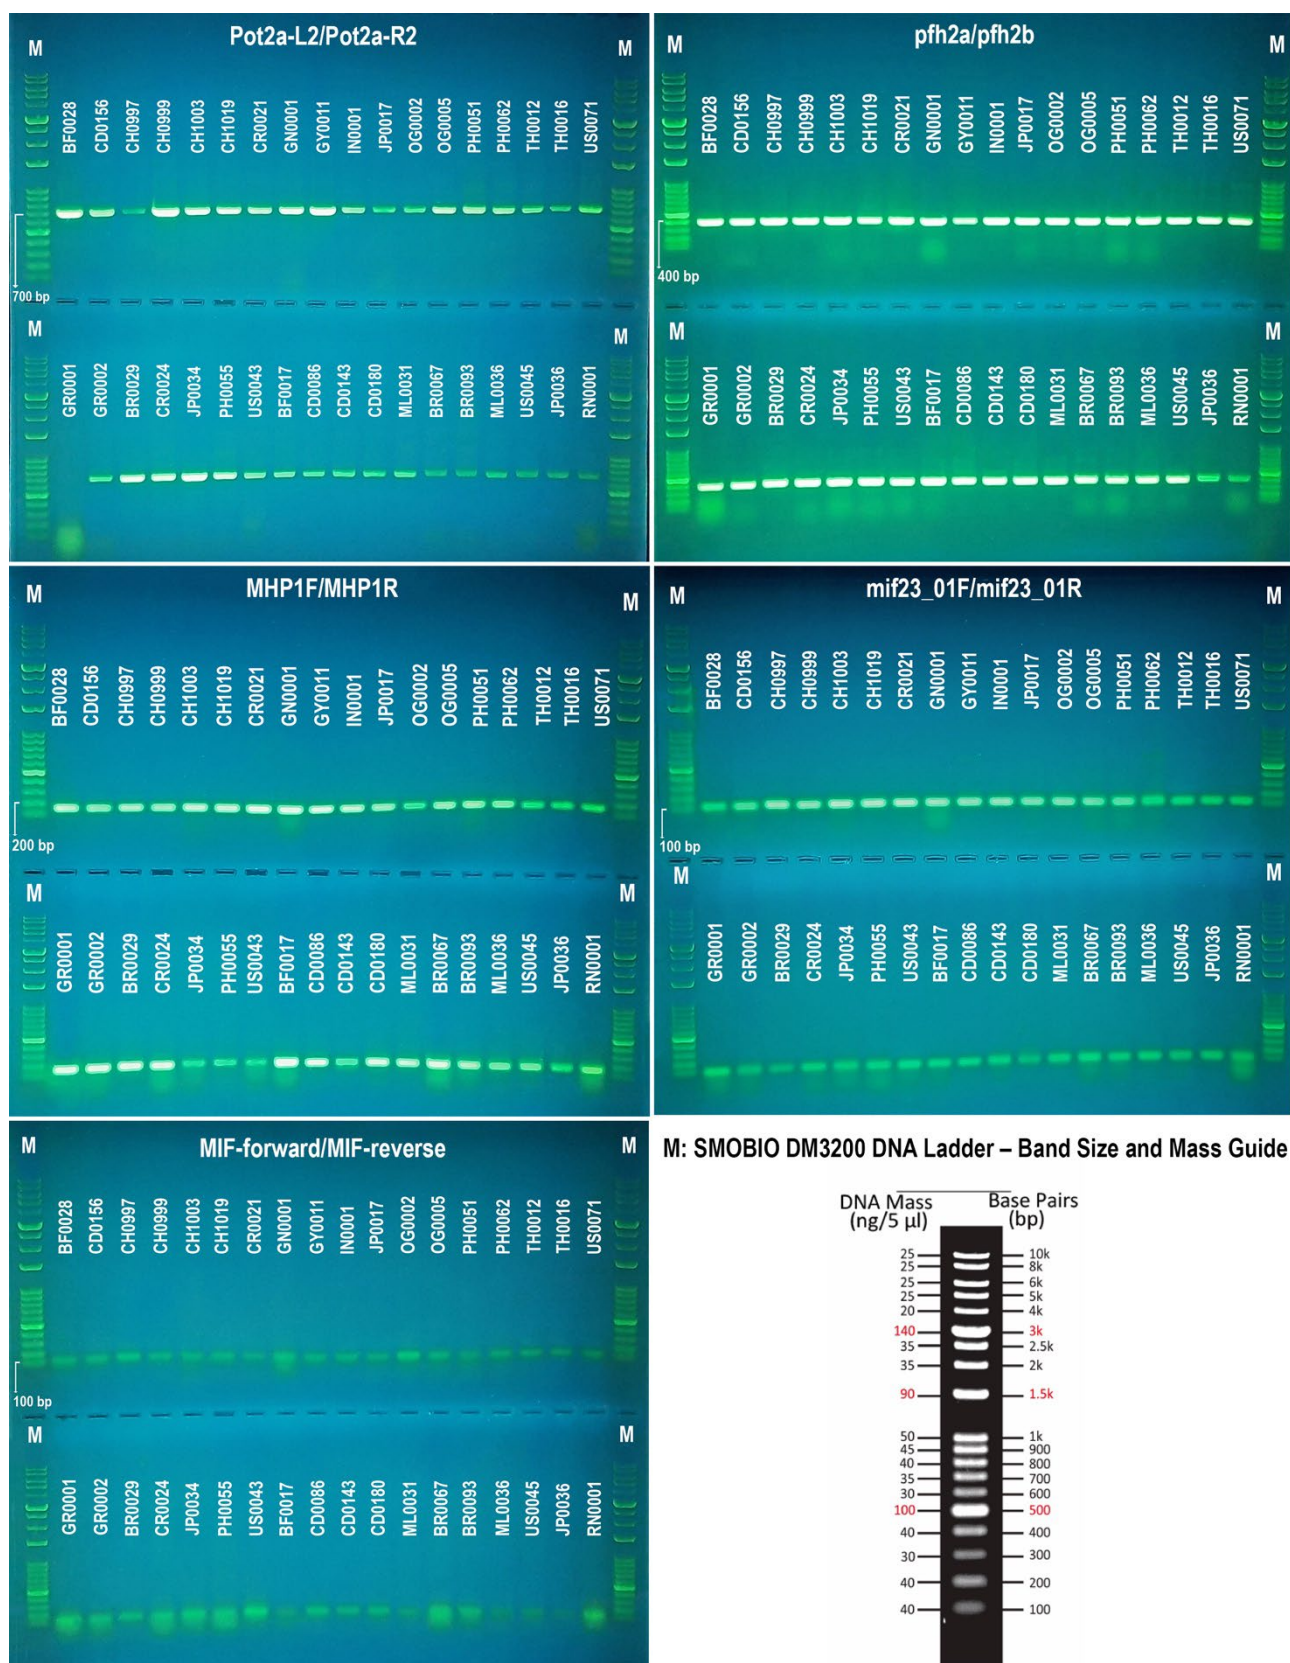 Pot2a-L2/Pot2a-R2
M M
BF0028 CD0156 CH0997 CH0999 CH1003 CH1019 CR0021 GN0001 GY0011 IN0001 JP0017 OG0002 OG0005 PH0051 PH0062 TH0012 TH0016 US0071
700 bp
M M
GR0001 GR0002 BR0029 CR0024 JP0034 PH0055 US0043 BF0017 CD0086 CD0143 CD0180 ML0031 BR0067 BR0093 ML0036 US0045 JP0036 RN0001
pfh2a/pfh2b
M M
BF0028 CD0156 CH0997 CH0999 CH1003 CH1019 CR0021 GN0001 GY0011 IN0001 JP0017 OG0002 OG0005 PH0051 PH0062 TH0012 TH0016 US0071
400 bp
M M
GR0001 GR0002 BR0029 CR0024 JP0034 PH0055 US0043 BF0017 CD0086 CD0143 CD0180 ML0031 BR0067 BR0093 ML0036 US0045 JP0036 RN0001
MHP1F/MHP1R
M M
BF0028 CD0156 CH0997 CH0999 CH1003 CH1019 CR0021 GN0001 GY0011 IN0001 JP0017 OG0002 OG0005 PH0051 PH0062 TH0012 TH0016 US0071
200 bp
M M
GR0001 GR0002 BR0029 CR0024 JP0034 PH0055 US0043 BF0017 CD0086 CD0143 CD0180 ML0031 BR0067 BR0093 ML0036 US0045 JP0036 RN0001
mif23_01F/mif23_01R
M M
BF0028 CD0156 CH0997 CH0999 CH1003 CH1019 CR0021 GN0001 GY0011 IN0001 JP0017 OG0002 OG0005 PH0051 PH0062 TH0012 TH0016 US0071
100 bp
M M
GR0001 GR0002 BR0029 CR0024 JP0034 PH0055 US0043 BF0017 CD0086 CD0143 CD0180 ML0031 BR0067 BR0093 ML0036 US0045 JP0036 RN0001
MIF-forward/MIF-reverse
M M
BF0028 CD0156 CH0997 CH0999 CH1003 CH1019 CR0021 GN0001 GY0011 IN0001 JP0017 OG0002 OG0005 PH0051 PH0062 TH0012 TH0016 US0071
100 bp
M M
GR0001 GR0002 BR0029 CR0024 JP0034 PH0055 US0043 BF0017 CD0086 CD0143 CD0180 ML0031 BR0067 BR0093 ML0036 US0045 JP0036 RN0001
M: SMOBIO DM3200 DNA Ladder – Band Size and Mass Guide
DNA Mass Base Pairs
(ng/5 µl) (bp)
25 10k
25 8k
25 6k
25 5k
20 4k
140 3k
35 2.5k
35 2k
90 1.5k
50 1k
45 900
40 800
35 700
30 600
100 500
40 400
30 300
40 200
40 100